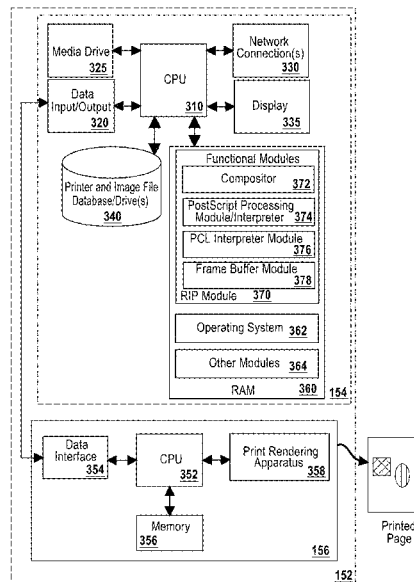 Media Drive
325
CPU
310
Network
Connection(s)
330
Data
Input/Output
320
Display
335
Printer and Image File
Database/Drive(s)
340
Functional Modules
Compositor
372
PostScript Processing
Module/Interpreter 374
PCL Interpreter Module
376
Frame Buffer Module
378
RIP Module 370
Operating System 362
Other Modules 364
RAM 360
154
Data
Interface
354
CPU
352
Print Rendering
Apparatus
358
Memory
356
156
Printed
Page
152